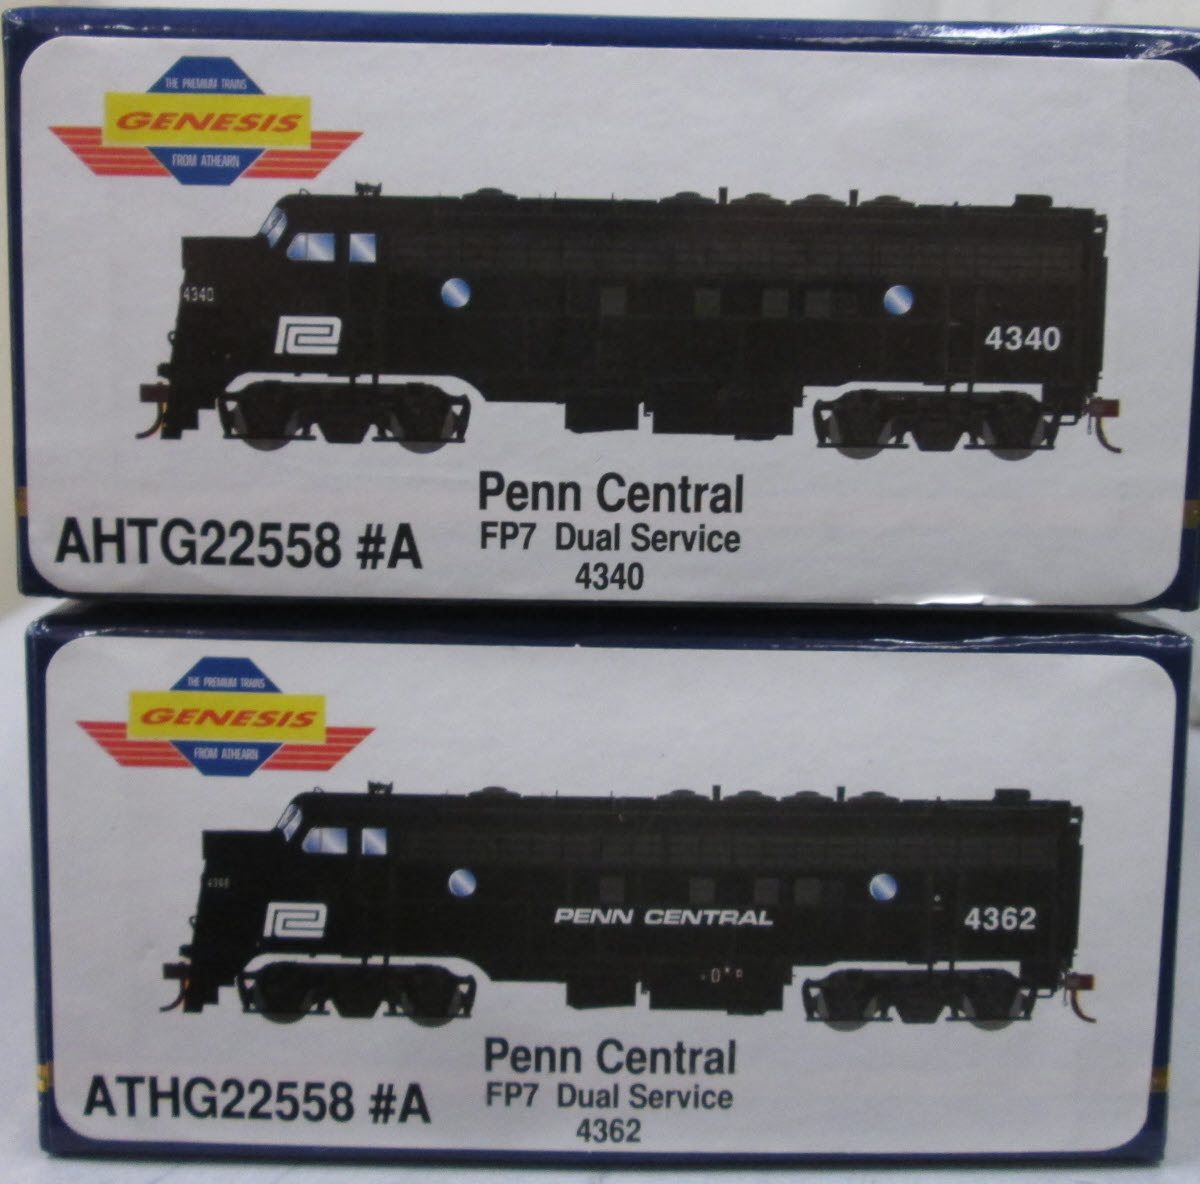 THE PREMIUM TRAINS
GENESIS
FROM ATHEARN
4340
4340
Penn Central
FP7 Dual Service
4340
AHTG22558 #A
THE PREMIUM TRAINS
GENESIS
FROM ATHEARN
PENN CENTRAL
4362
Penn Central
FP7 Dual Service
4362
ATHG22558 #A